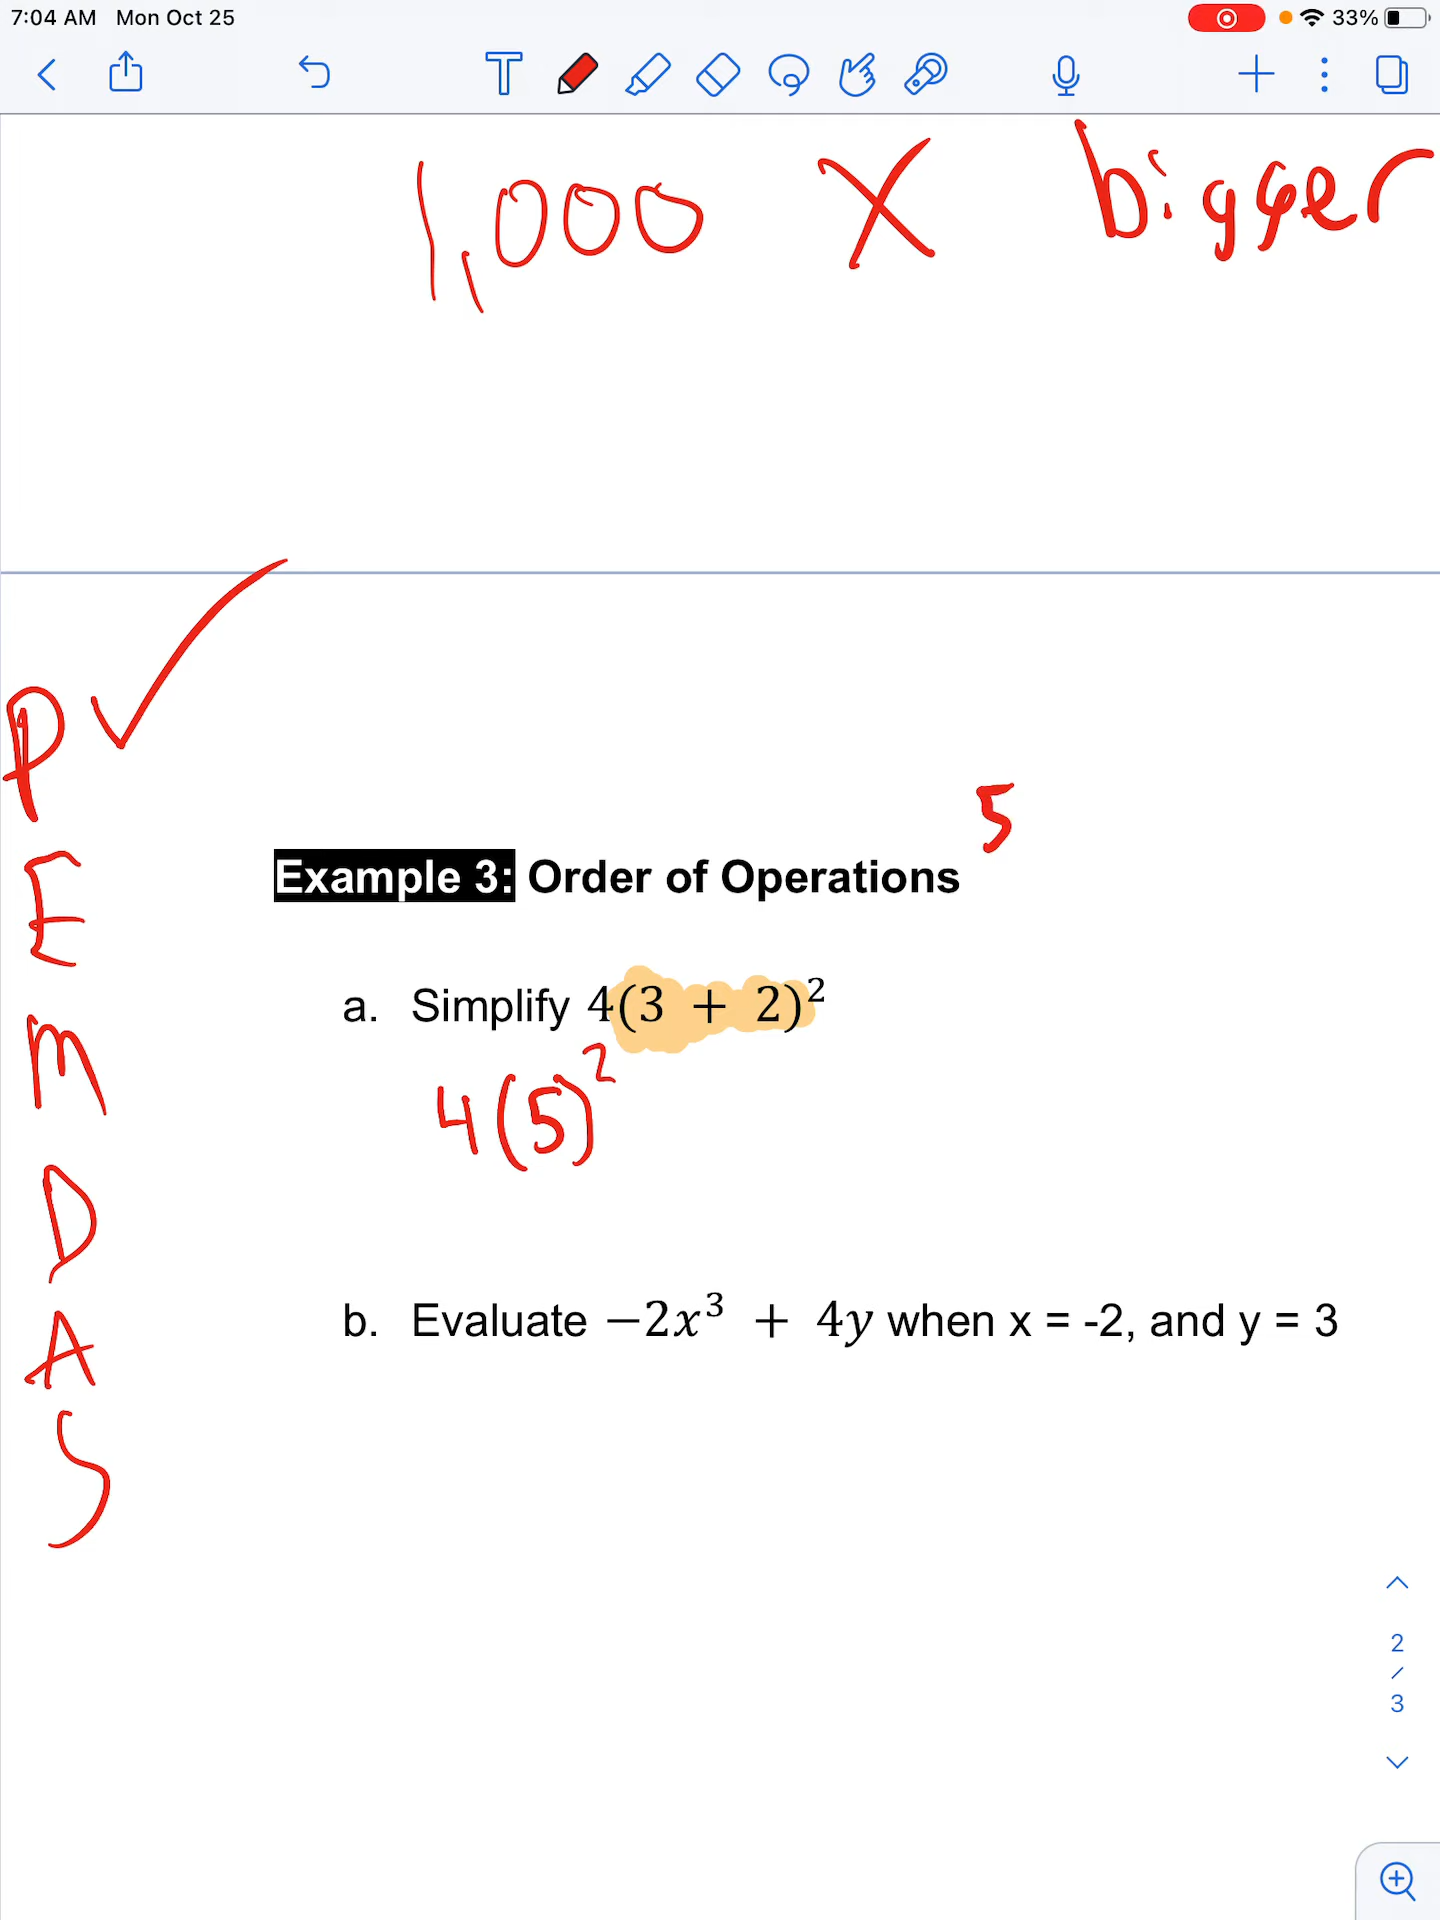 7:04 AM Mon Oct 25 33%
T
1,000 X bigger
P✓
5
E
Example 3: Order of Operations
a. Simplify 4(3 + 2)²
M
4(5)²
D
b. Evaluate −2x³ + 4y when x = -2, and y = 3
A
S
2
/
3